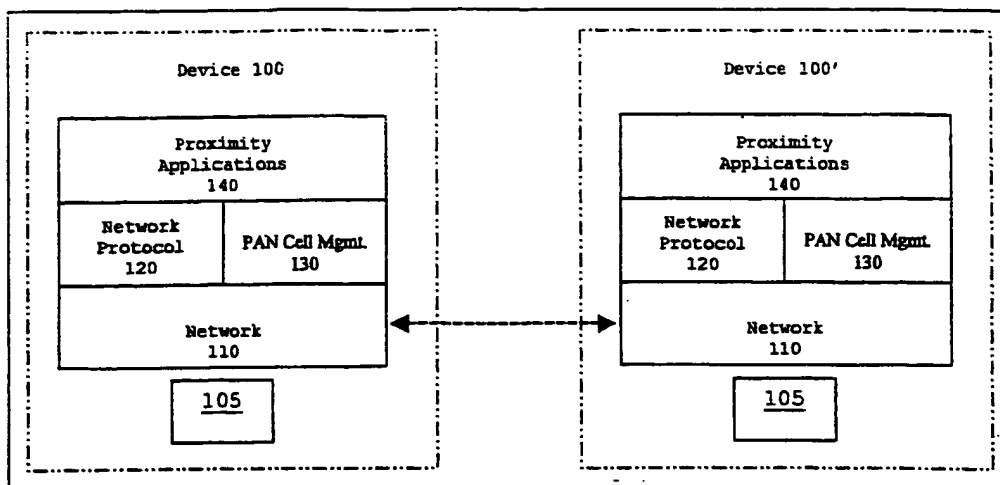 Device 100
Proximity
Applications
140
Network
Protocol
120
PAN Cell Mgmt.
130
Network
110
105
Device 100'
Proximity
Applications
140
Network
Protocol
120
PAN Cell Mgmt.
130
Network
110
105